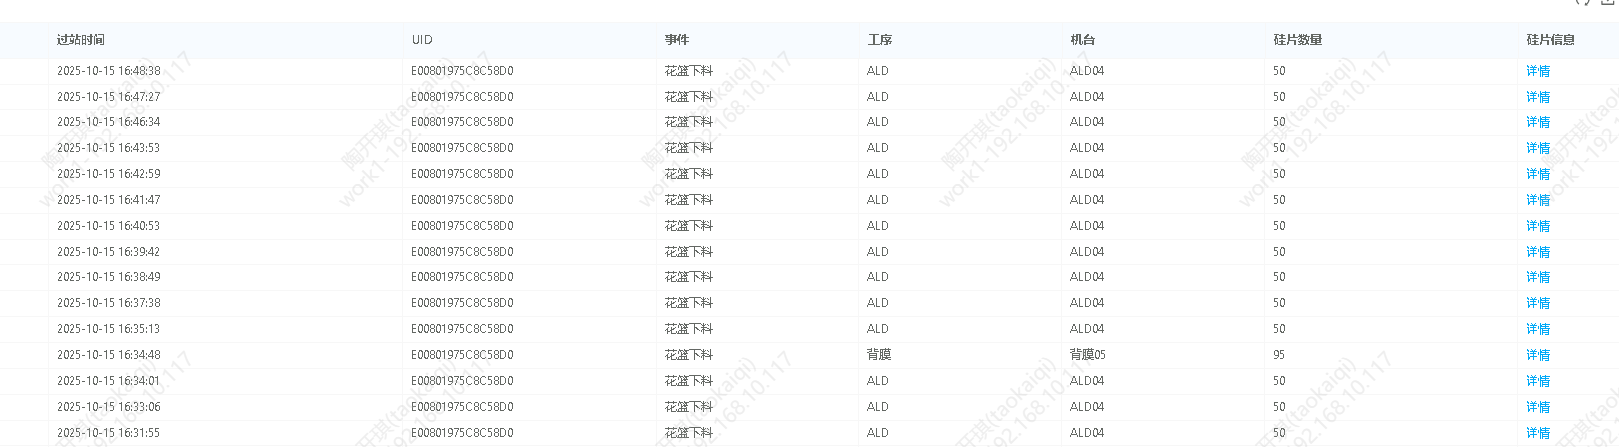 过站时间 UID 事件 工序 机台 硅片数量 硅片信息
2025-10-15 16:48:38 E00801975C8C58D0 花篮下料 ALD ALD04 50 详情
2025-10-15 16:47:27 E00801975C8C58D0 花篮下料 ALD ALD04 50 详情
2025-10-15 16:46:34 E00801975C8C58D0 花篮下料 ALD ALD04 50 详情
2025-10-15 16:43:53 E00801975C8C58D0 花篮下料 ALD ALD04 50 详情
2025-10-15 16:42:59 E00801975C8C58D0 花篮下料 ALD ALD04 50 详情
2025-10-15 16:41:47 E00801975C8C58D0 花篮下料 ALD ALD04 50 详情
2025-10-15 16:40:53 E00801975C8C58D0 花篮下料 ALD ALD04 50 详情
2025-10-15 16:39:42 E00801975C8C58D0 花篮下料 ALD ALD04 50 详情
2025-10-15 16:38:49 E00801975C8C58D0 花篮下料 ALD ALD04 50 详情
2025-10-15 16:37:38 E00801975C8C58D0 花篮下料 ALD ALD04 50 详情
2025-10-15 16:35:13 E00801975C8C58D0 花篮下料 ALD ALD04 50 详情
2025-10-15 16:34:48 E00801975C8C58D0 花篮下料 背膜 背膜05 95 详情
2025-10-15 16:34:01 E00801975C8C58D0 花篮下料 ALD ALD04 50 详情
2025-10-15 16:33:06 E00801975C8C58D0 花篮下料 ALD ALD04 50 详情
2025-10-15 16:31:55 E00801975C8C58D0 花篮下料 ALD ALD04 50 详情
陶开琪(taokaiqi)
work1-192.168.10.117